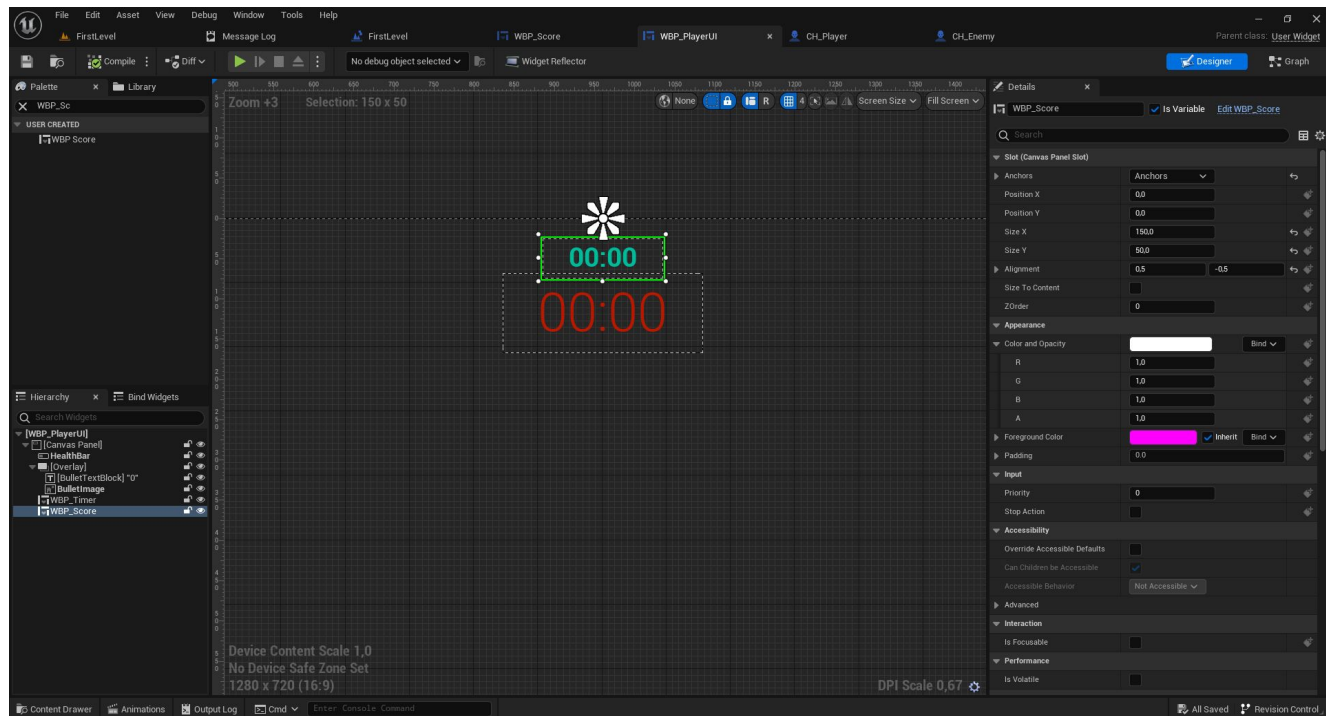 File Edit Asset View Debug Window Tools Help
FirstLevel Message Log FirstLevel WBP_Score WBP_PlayerUI × CH_Player CH_Enemy Parent class: User Widget
Compile Diff No debug object selected Widget Reflector Designer Graph
Palette × Library
WBP_Sc
USER CREATED
WBP Score
Zoom +3 Selection: 150 x 50
None R 4 Screen Size Fill Screen
00:00
00:00
Hierarchy × Bind Widgets
Search Widgets
[WBP_PlayerUI]
[Canvas Panel]
HealthBar
[Overlay]
[BulletTextBlock] "0"
BulletImage
WBP_Timer
WBP_Score
Device Content Scale 1,0
No Device Safe Zone Set
1280 x 720 (16:9)
DPI Scale 0,67
Details ×
WBP_Score Is Variable Edit WBP_Score
Search
Slot (Canvas Panel Slot)
Anchors Anchors
Position X 0,0
Position Y 0,0
Size X 150,0
Size Y 50,0
Alignment 0,5 -0,5
Size To Content
ZOrder 0
Appearance
Color and Opacity Bind
R 1,0
G 1,0
B 1,0
A 1,0
Foreground Color Inherit Bind
Padding 0.0
Input
Priority 0
Stop Action
Accessibility
Override Accessible Defaults
Can Children be Accessible
Accessible Behavior Not Accessible
Advanced
Interaction
Is Focusable
Performance
Is Volatile
Content Drawer Animations Output Log Cmd Enter Console Command All Saved Revision Control